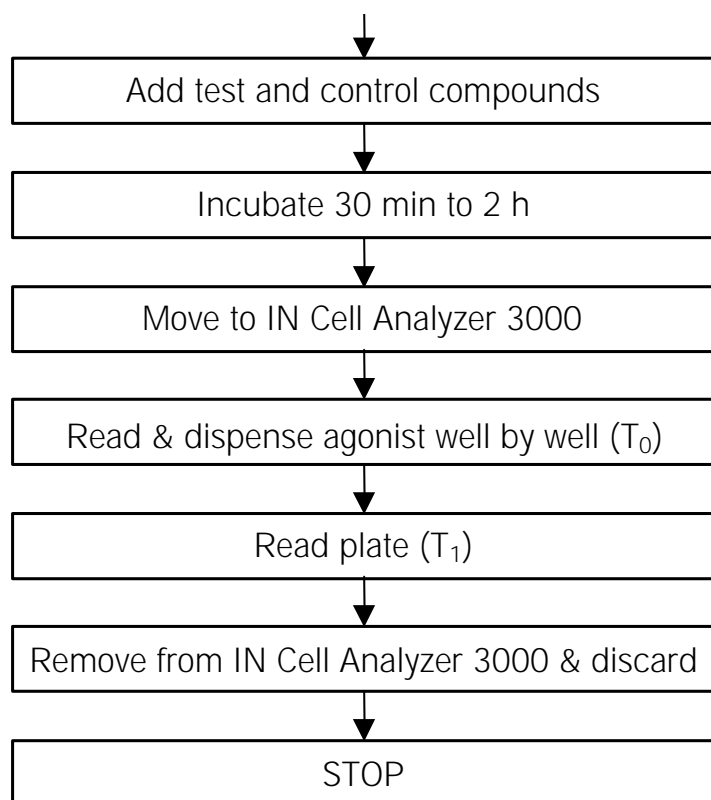 Add test and control compounds
Incubate 30 min to 2 h
Move to IN Cell Analyzer 3000
Read & dispense agonist well by well (T₀)
Read plate (T₁)
Remove from IN Cell Analyzer 3000 & discard
STOP